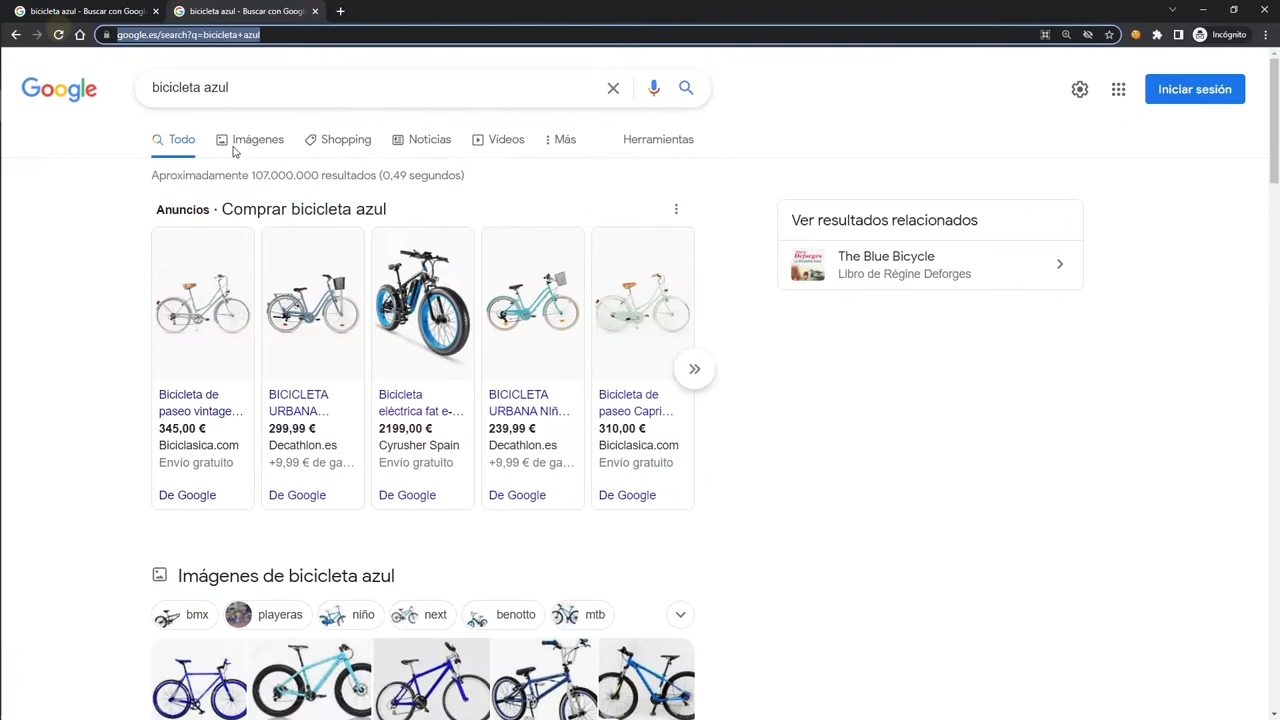 bicicleta azul - Buscar con Googl
bicicleta azul - Buscar con Googl
google.es/search?q=bicicleta+azul
Incógnito
Google
bicicleta azul
Iniciar sesión
Todo
Imágenes
Shopping
Noticias
Vídeos
Más
Herramientas
Aproximadamente 107.000.000 resultados (0,49 segundos)
Anuncios · Comprar bicicleta azul
Bicicleta de
paseo vintage…
345,00 €
Biciclasica.com
Envío gratuito
De Google
BICICLETA
URBANA…
299,99 €
Decathlon.es
+9,99 € de ga…
De Google
Bicicleta
eléctrica fat e-…
2199,00 €
Cyrusher Spain
Envío gratuito
De Google
BICICLETA
URBANA NIñ…
239,99 €
Decathlon.es
+9,99 € de ga…
De Google
Bicicleta de
paseo Capri…
310,00 €
Biciclasica.com
Envío gratuito
De Google
Ver resultados relacionados
The Blue Bicycle
Libro de Régine Deforges
Imágenes de bicicleta azul
bmx
playeras
niño
next
benotto
mtb